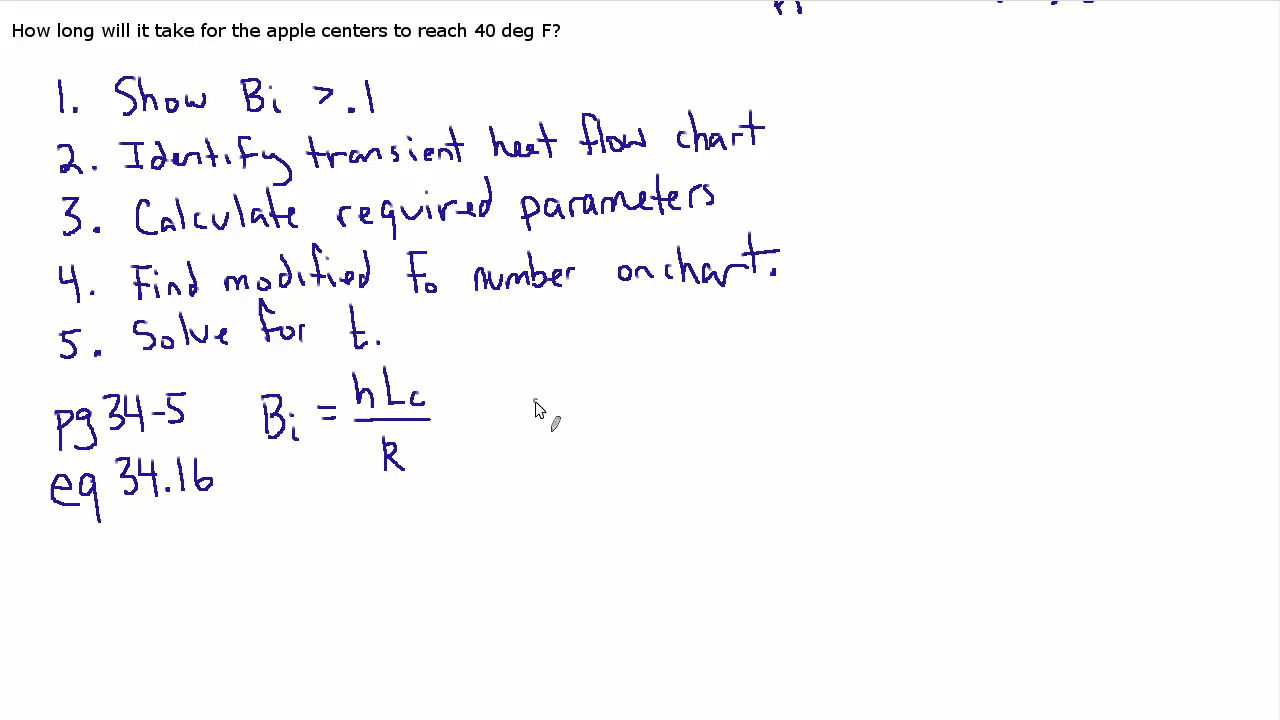 How long will it take for the apple centers to reach 40 deg F?
1. Show Bi > .1
2. Identify transient heat flow chart
3. Calculate required parameters
4. Find modified Fo number on chart.
5. Solve for t.
pg 34-5 Bi = hLc / k
eq 34.16